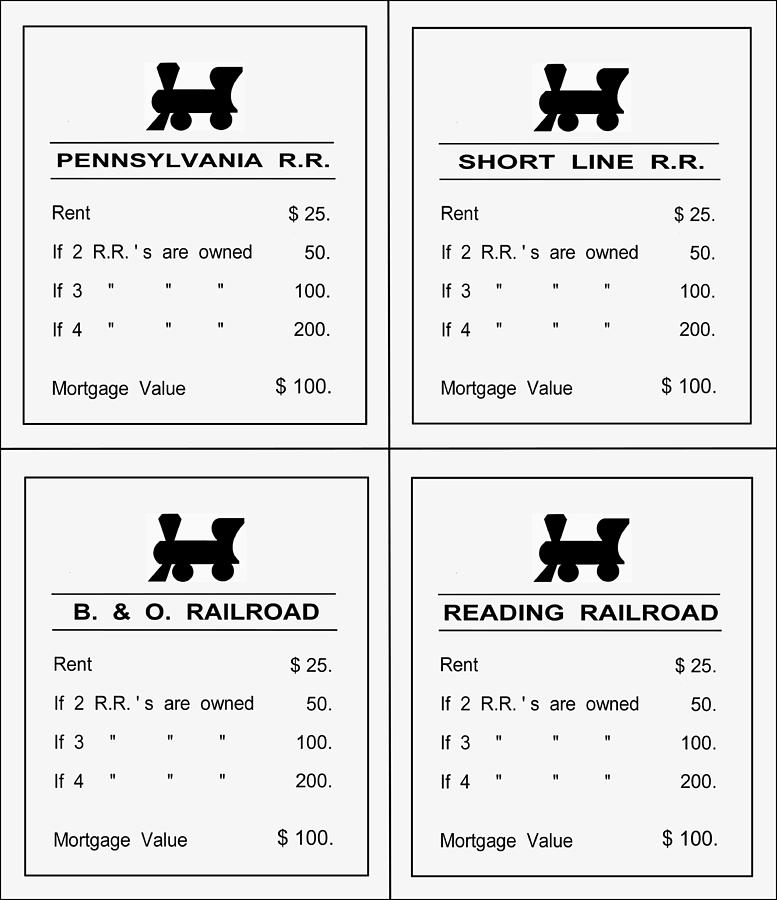 PENNSYLVANIA R.R.
Rent $ 25.
If 2 R.R. ' s are owned 50.
If 3 " " " 100.
If 4 " " " 200.
Mortgage Value $ 100.
SHORT LINE R.R.
Rent $ 25.
If 2 R.R. ' s are owned 50.
If 3 " " " 100.
If 4 " " " 200.
Mortgage Value $ 100.
B. & O. RAILROAD
Rent $ 25.
If 2 R.R. ' s are owned 50.
If 3 " " " 100.
If 4 " " " 200.
Mortgage Value $ 100.
READING RAILROAD
Rent $ 25.
If 2 R.R. ' s are owned 50.
If 3 " " " 100.
If 4 " " " 200.
Mortgage Value $ 100.